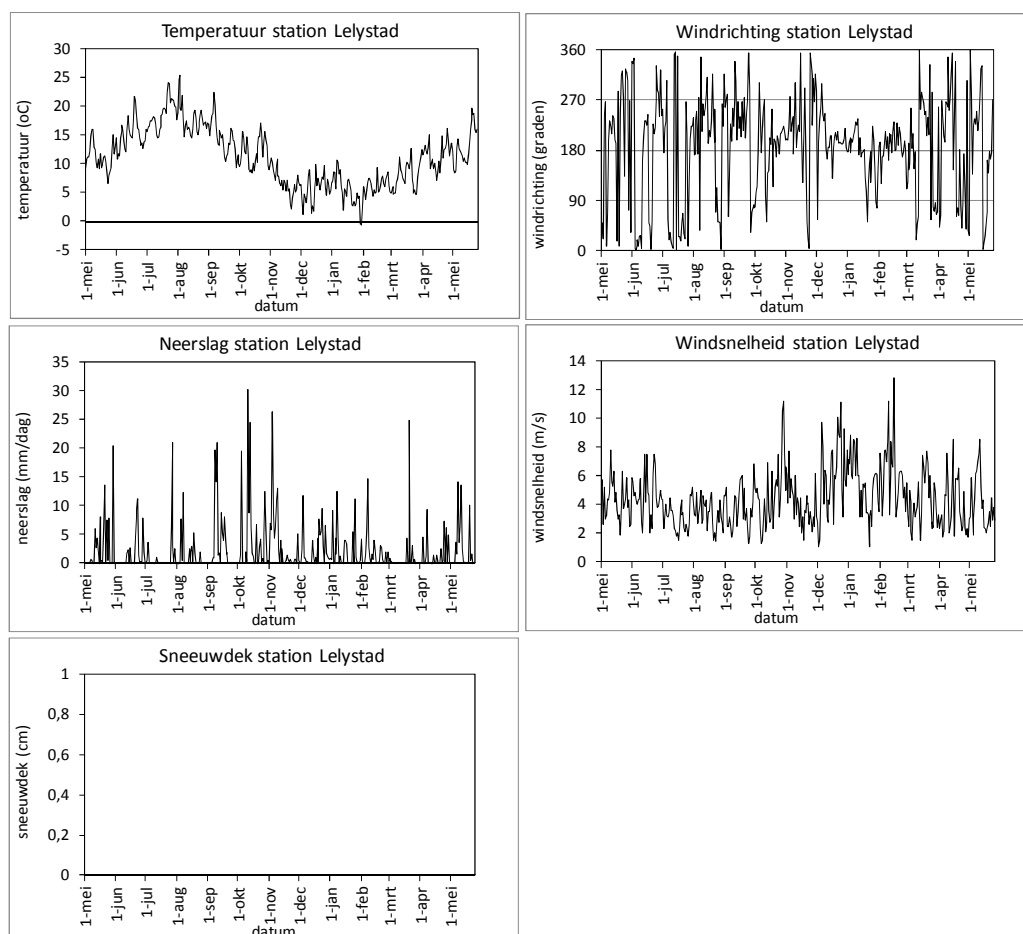 Temperatuur station Lelystad
temperatuur (oC)
30
25
20
15
10
5
0
-5
1-mei
1-jun
1-jul
1-aug
1-sep
1-okt
1-nov
1-dec
1-jan
1-feb
1-mrt
1-apr
1-mei
datum
Windrichting station Lelystad
windrichting (graden)
360
270
180
90
0
1-mei
1-jun
1-jul
1-aug
1-sep
1-okt
1-nov
1-dec
1-jan
1-feb
1-mrt
1-apr
1-mei
datum
Neerslag station Lelystad
neerslag (mm/dag)
35
30
25
20
15
10
5
0
1-mei
1-jun
1-jul
1-aug
1-sep
1-okt
1-nov
1-dec
1-jan
1-feb
1-mrt
1-apr
1-mei
datum
Windsnelheid station Lelystad
windsnelheid (m/s)
14
12
10
8
6
4
2
0
1-mei
1-jun
1-jul
1-aug
1-sep
1-okt
1-nov
1-dec
1-jan
1-feb
1-mrt
1-apr
1-mei
datum
Sneeuwdek station Lelystad
sneeuwdek (cm)
1
0,8
0,6
0,4
0,2
0
1-mei
1-jun
1-jul
1-aug
1-sep
1-okt
1-nov
1-dec
1-jan
1-feb
1-mrt
1-apr
1-mei
datum